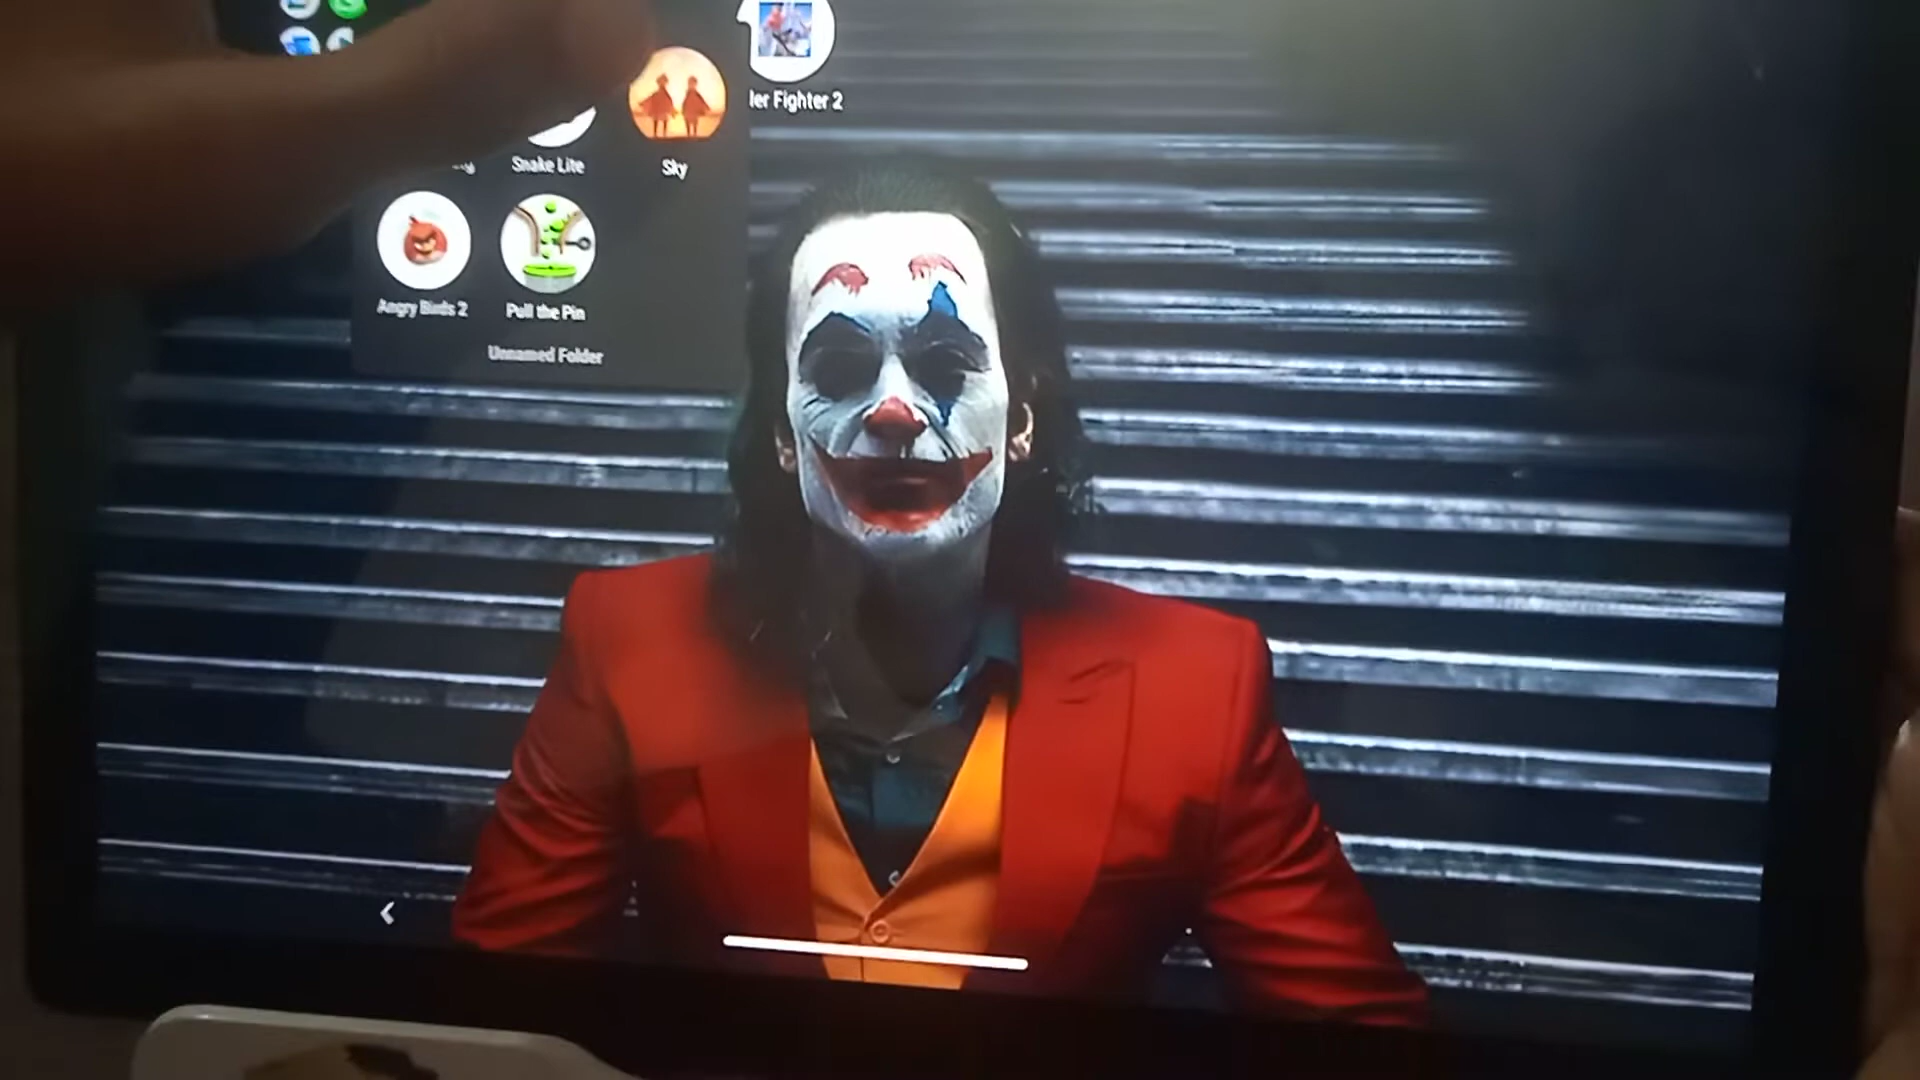 ler Fighter 2
Snake Lite
Sky
Angry Birds 2
Pull the Pin
Unnamed Folder